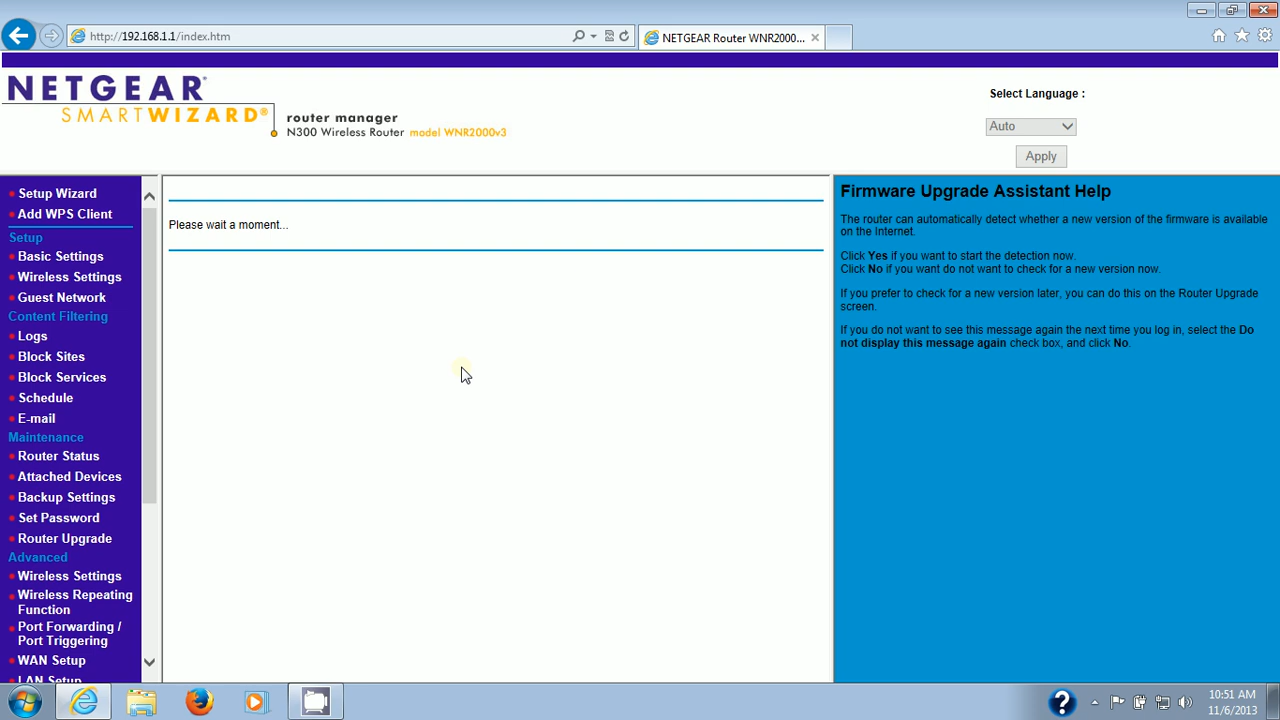 http://192.168.1.1/index.htm
NETGEAR Router WNR2000...
NETGEAR®
SMARTWIZARD®
router manager
N300 Wireless Router model WNR2000v3
Select Language :
Auto
Apply
Setup Wizard
Add WPS Client
Setup
Basic Settings
Wireless Settings
Guest Network
Content Filtering
Logs
Block Sites
Block Services
Schedule
E-mail
Maintenance
Router Status
Attached Devices
Backup Settings
Set Password
Router Upgrade
Advanced
Wireless Settings
Wireless Repeating
Function
Port Forwarding /
Port Triggering
WAN Setup
LAN Setup
Please wait a moment...
Firmware Upgrade Assistant Help
The router can automatically detect whether a new version of the firmware is available
on the Internet.
Click Yes if you want to start the detection now.
Click No if you want do not want to check for a new version now.
If you prefer to check for a new version later, you can do this on the Router Upgrade
screen.
If you do not want to see this message again the next time you log in, select the Do
not display this message again check box, and click No.
10:51 AM
11/6/2013